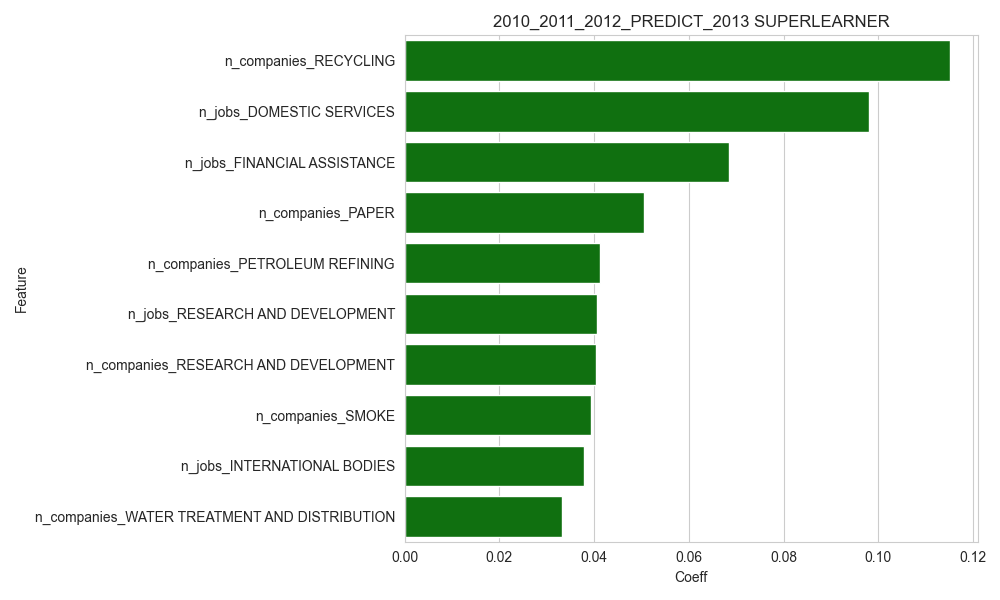 2010_2011_2012_PREDICT_2013 SUPERLEARNER
n_companies_RECYCLING
n_jobs_DOMESTIC SERVICES
n_jobs_FINANCIAL ASSISTANCE
n_companies_PAPER
n_companies_PETROLEUM REFINING
n_jobs_RESEARCH AND DEVELOPMENT
n_companies_RESEARCH AND DEVELOPMENT
n_companies_SMOKE
n_jobs_INTERNATIONAL BODIES
n_companies_WATER TREATMENT AND DISTRIBUTION
Feature
0.00 0.02 0.04 0.06 0.08 0.10 0.12
Coeff